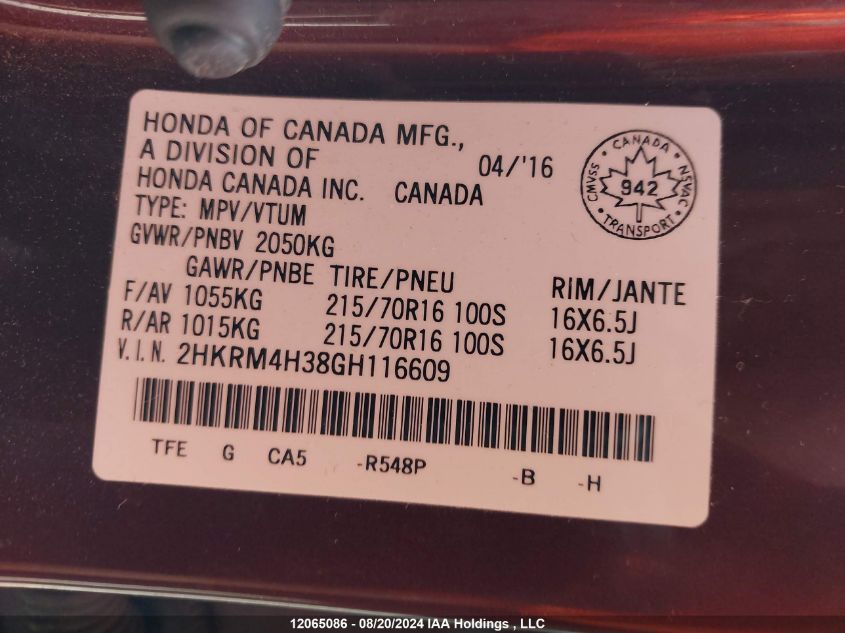 HONDA OF CANADA MFG.,
A DIVISION OF
HONDA CANADA INC. CANADA 04/'16
TYPE: MPV/VTUM
GVWR/PNBV 2050KG
GAWR/PNBE TIRE/PNEU RIM/JANTE
F/AV 1055KG 215/70R16 100S 16X6.5J
R/AR 1015KG 215/70R16 100S 16X6.5J
V.I.N. 2HKRM4H38GH116609
TFE G CA5 -R548P -B -H
CANADA
CMVSS 942 NSVAC
TRANSPORT
12065086 - 08/20/2024 IAA Holdings , LLC